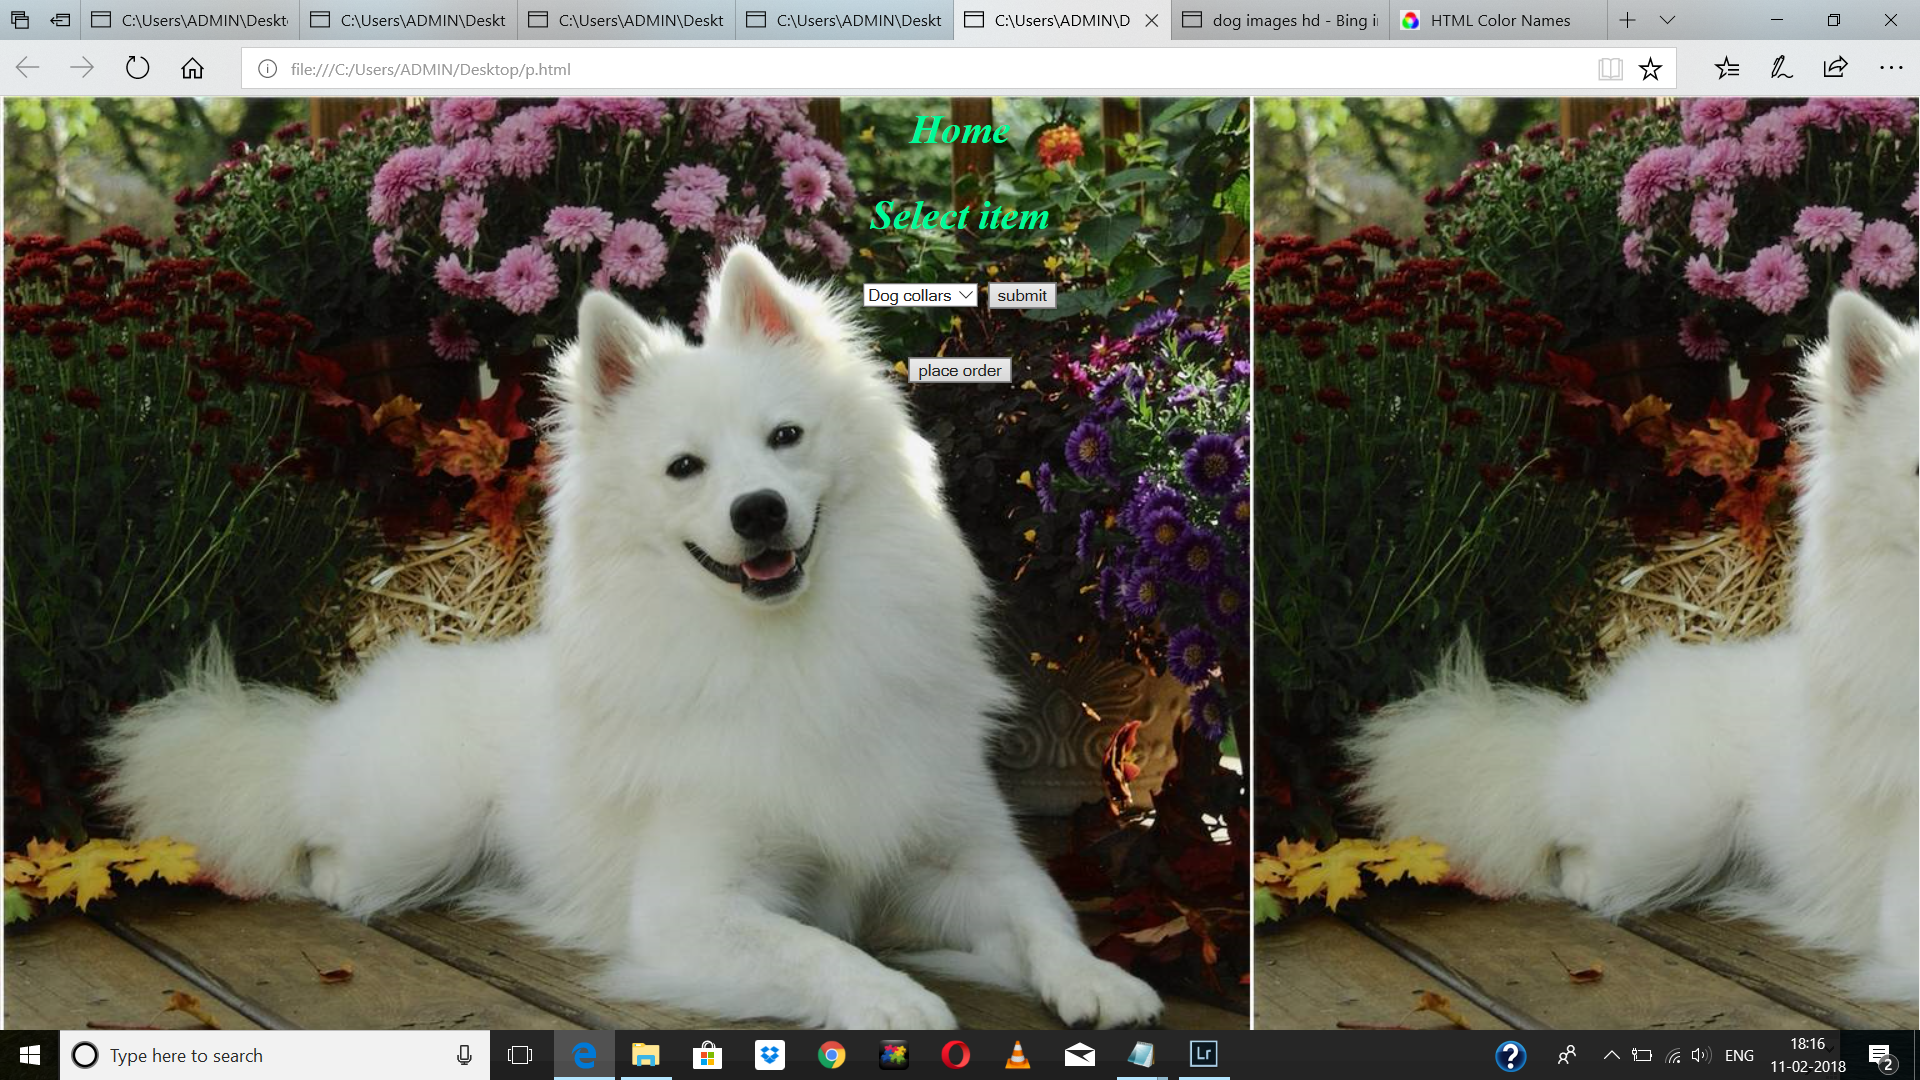 C:\Users\ADMIN\Deskt
C:\Users\ADMIN\Deskt
C:\Users\ADMIN\Deskt
C:\Users\ADMIN\Deskt
C:\Users\ADMIN\D
dog images hd - Bing i
HTML Color Names
file:///C:/Users/ADMIN/Desktop/p.html
Home
Select item
Dog collars submit
place order
Type here to search
Lr
?
ENG
18:16
11-02-2018
2